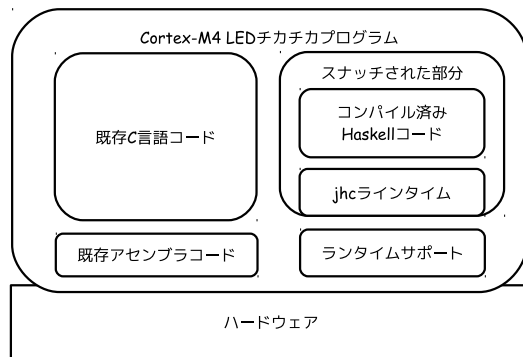 Cortex-M4 LEDチカチカプログラム
スナッチされた部分
コンパイル済み
Haskellコード
既存C言語コード
jhcラインタイム
既存アセンブラコード
ランタイムサポート
ハードウェア